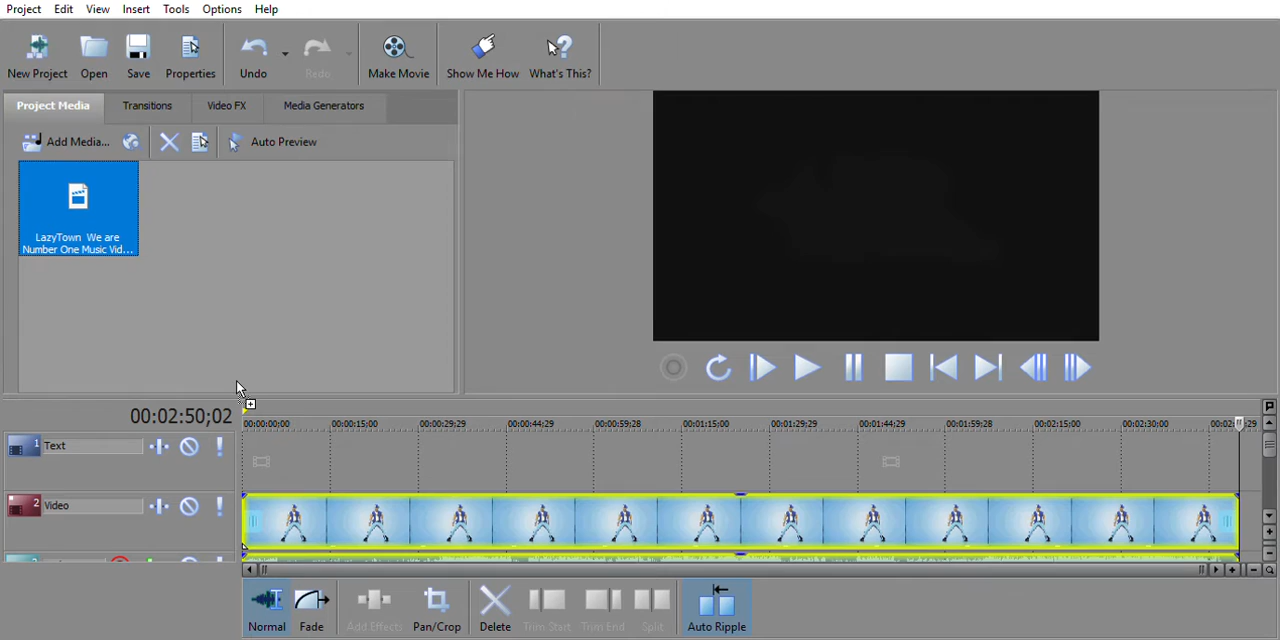 Project Edit View Insert Tools Options Help
New Project Open Save Properties Undo Redo Make Movie Show Me How What's This?
Project Media Transitions Video FX Media Generators
Add Media... Auto Preview
LazyTown We are
Number One Music Vid...
00:02:50;02
00:00:00;00 00:00:15;00 00:00:29;29 00:00:44;29 00:00:59;28 00:01:15;00 00:01:29;29 00:01:44;29 00:01:59;28 00:02:15;00 00:02:30;00
1 Text
2 Video
Normal Fade Add Effects Pan/Crop Delete Trim Start Trim End Split Auto Ripple